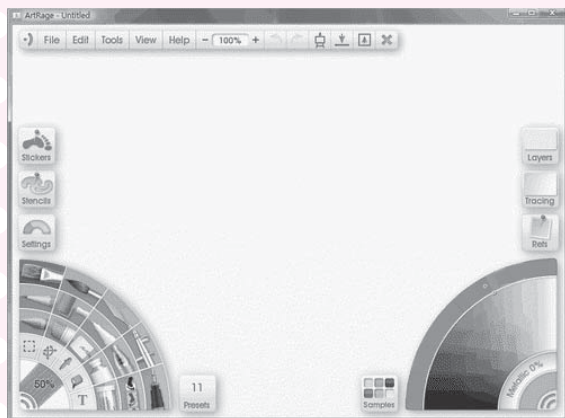 ArtRage - Untitled
File Edit Tools View Help - 100% +
Stickers
Layers
Stencils
Tracing
Settings
Refs
50%
T
11
Presets
Samples
Metallic 0%